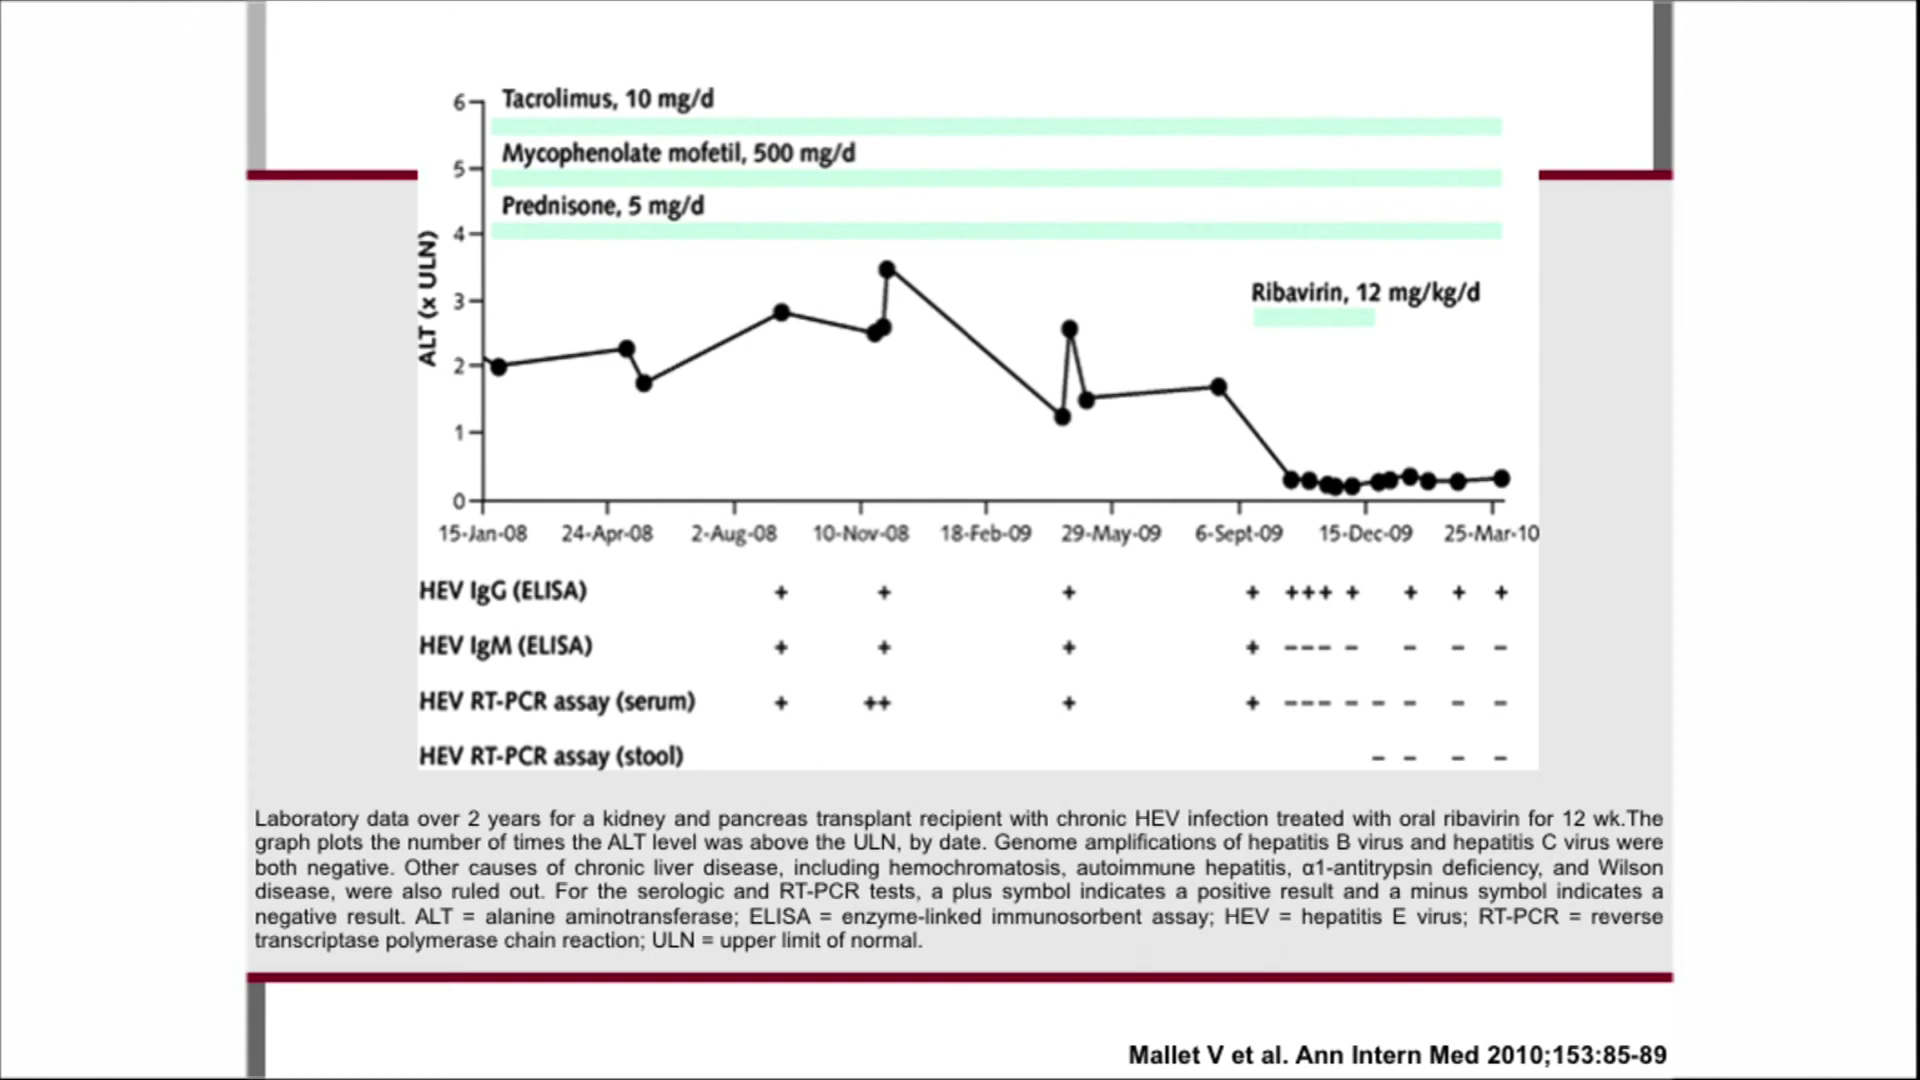 Tacrolimus, 10 mg/d
Mycophenolate mofetil, 500 mg/d
Prednisone, 5 mg/d
Ribavirin, 12 mg/kg/d
ALT (x ULN)
6
5
4
3
2
1
0
15-Jan-08 24-Apr-08 2-Aug-08 10-Nov-08 18-Feb-09 29-May-09 6-Sept-09 15-Dec-09 25-Mar-10
HEV IgG (ELISA) + + + + +++ + + + +
HEV IgM (ELISA) + + + + −−− − − − −
HEV RT-PCR assay (serum) + ++ + + −−− − − − − −
HEV RT-PCR assay (stool) − − − −
Laboratory data over 2 years for a kidney and pancreas transplant recipient with chronic HEV infection treated with oral ribavirin for 12 wk.The
graph plots the number of times the ALT level was above the ULN, by date. Genome amplifications of hepatitis B virus and hepatitis C virus were
both negative. Other causes of chronic liver disease, including hemochromatosis, autoimmune hepatitis, α1-antitrypsin deficiency, and Wilson
disease, were also ruled out. For the serologic and RT-PCR tests, a plus symbol indicates a positive result and a minus symbol indicates a
negative result. ALT = alanine aminotransferase; ELISA = enzyme-linked immunosorbent assay; HEV = hepatitis E virus; RT-PCR = reverse
transcriptase polymerase chain reaction; ULN = upper limit of normal.
Mallet V et al. Ann Intern Med 2010;153:85-89